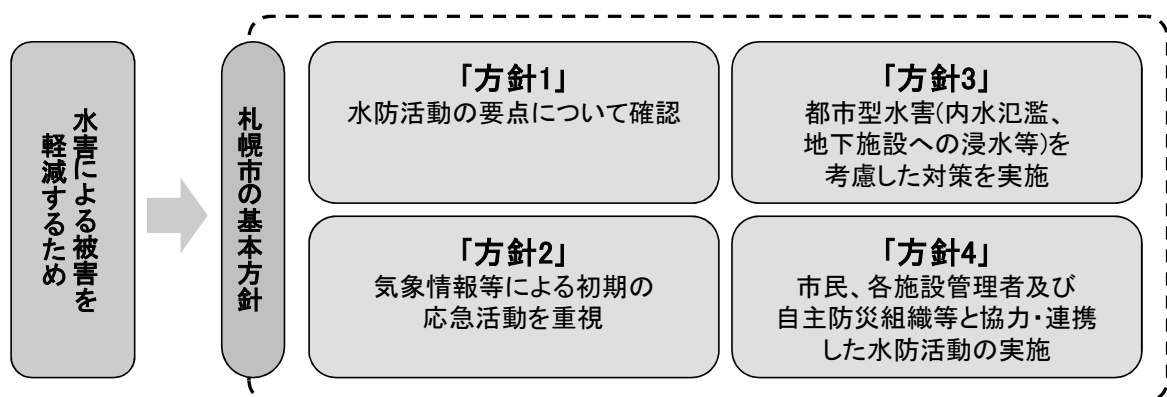 水害による被害を
軽減するため
札幌市の基本方針
「方針1」
水防活動の要点について確認
「方針2」
気象情報等による初期の
応急活動を重視
「方針3」
都市型水害(内水氾濫、
地下施設への浸水等)を
考慮した対策を実施
「方針4」
市民、各施設管理者及び
自主防災組織等と協力・連携
した水防活動の実施